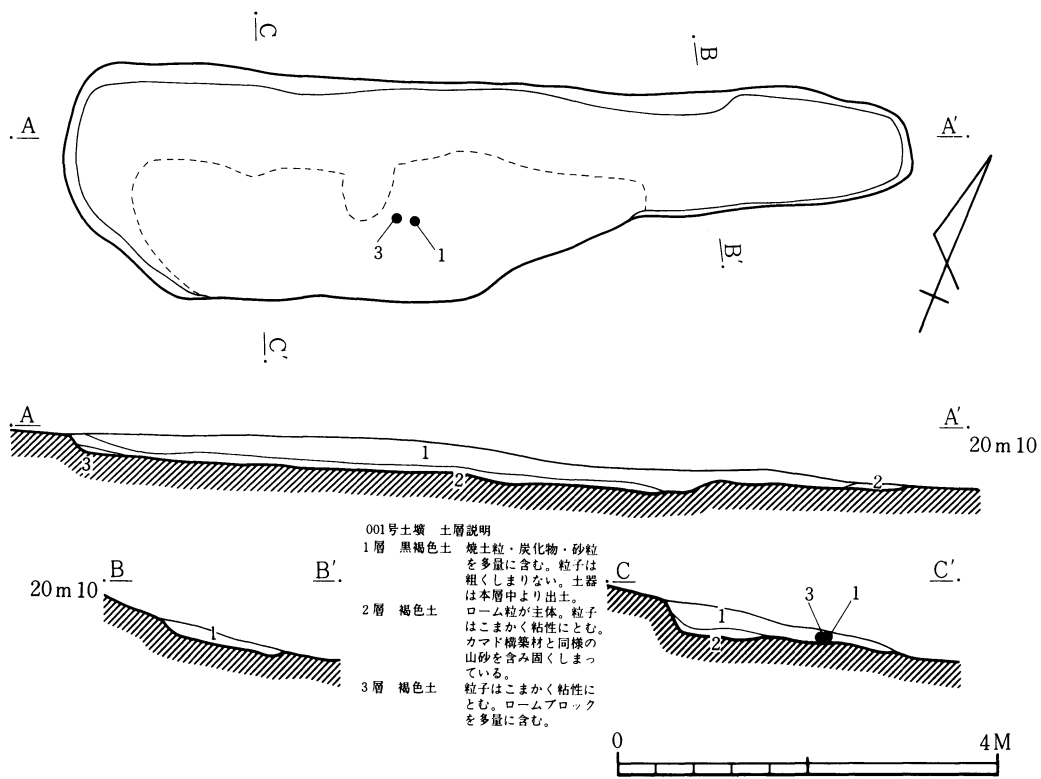 C
B
A
A'
3
1
B'
C'
A
A'
20m10
1
3
2
2
001号土壙 土層説明
1層 黒褐色土 焼土粒・炭化物・砂粒
を多量に含む。粒子は
粗くしまりない。土器
は本層中より出土。
2層 褐色土 ローム粒が主体。粒子
はこまかく粘性にとむ。
カマド構築材と同様の
山砂を含み固くしまっ
ている。
3層 褐色土 粒子はこまかく粘性に
とむ。ロームブロック
を多量に含む。
20m10
B
B'
1
C
C'
3
1
1
2
0
4M